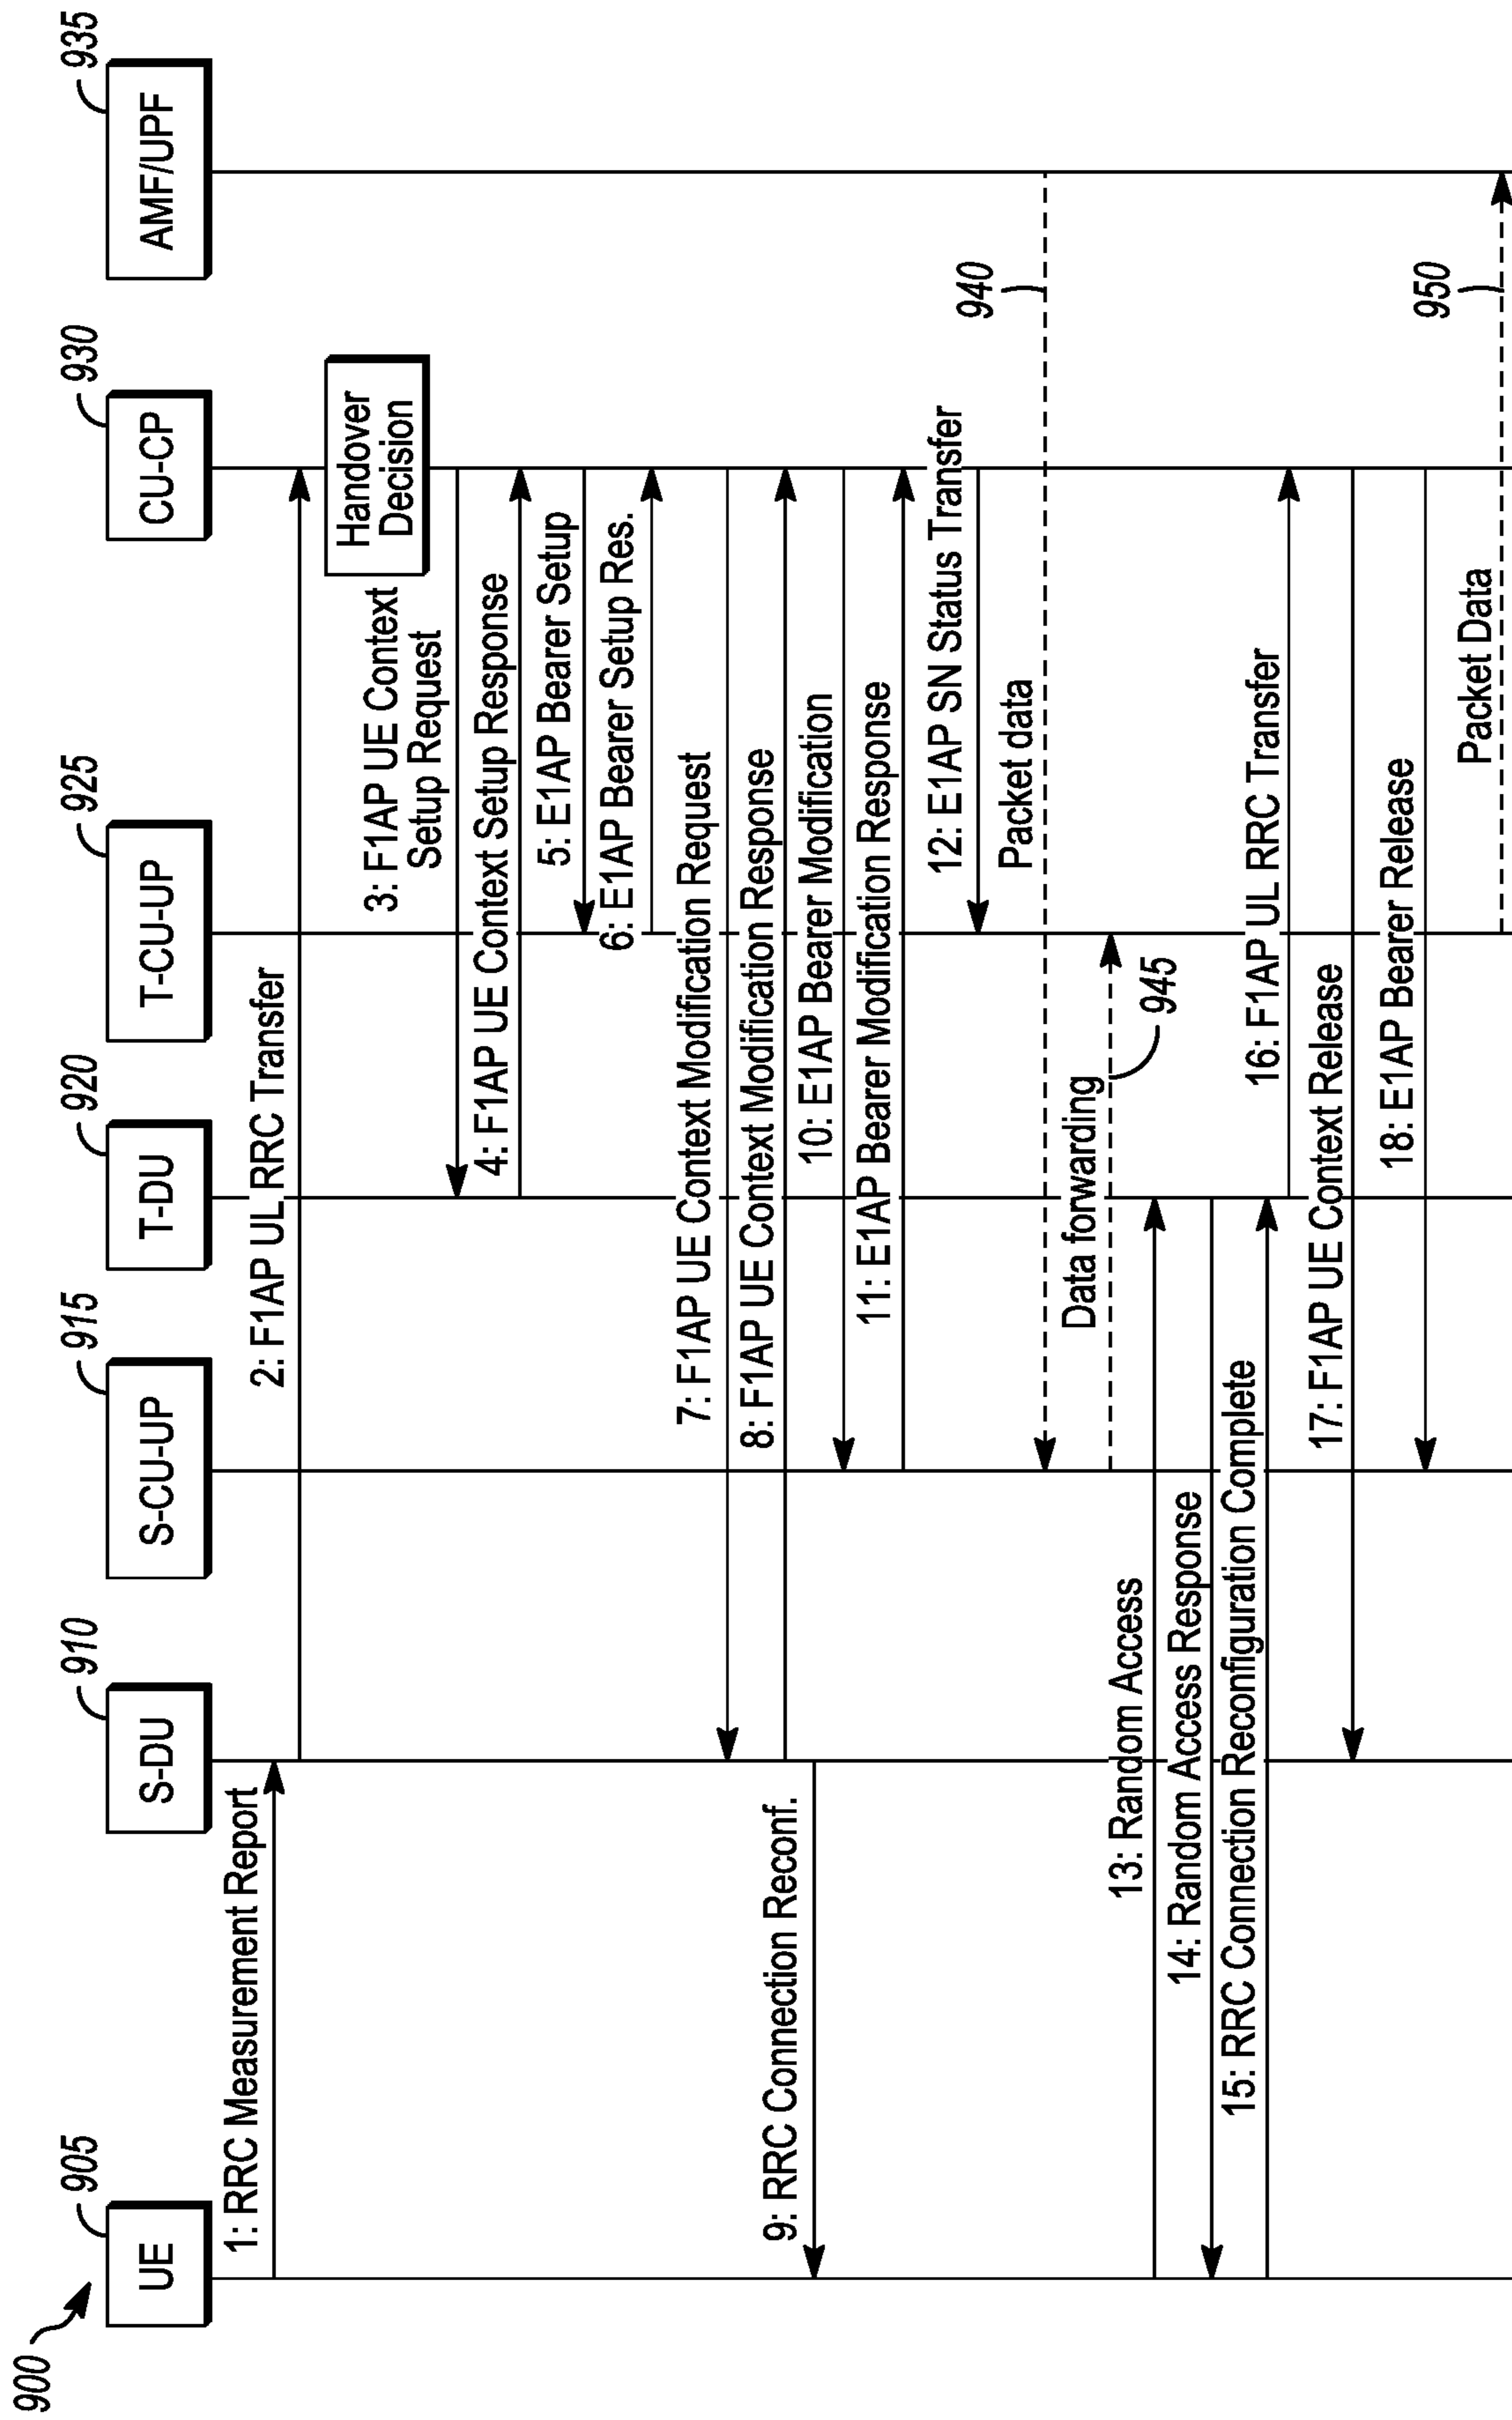 900
UE
905
S-DU
910
S-CU-UP
915
T-DU
920
T-CU-UP
925
CU-CP
930
AMF/UPF
935
1: RRC Measurement Report
2: F1AP UL RRC Transfer
Handover
Decision
3: F1AP UE Context
Setup Request
4: F1AP UE Context Setup Response
5: E1AP Bearer Setup
6: E1AP Bearer Setup Res.
7: F1AP UE Context Modification Request
8: F1AP UE Context Modification Response
9: RRC Connection Reconf.
10: E1AP Bearer Modification
11: E1AP Bearer Modification Response
12: E1AP SN Status Transfer
Packet data
940
Data forwarding
945
13: Random Access
14: Random Access Response
15: RRC Connection Reconfiguration Complete
16: F1AP UL RRC Transfer
17: F1AP UE Context Release
18: E1AP Bearer Release
Packet Data
950